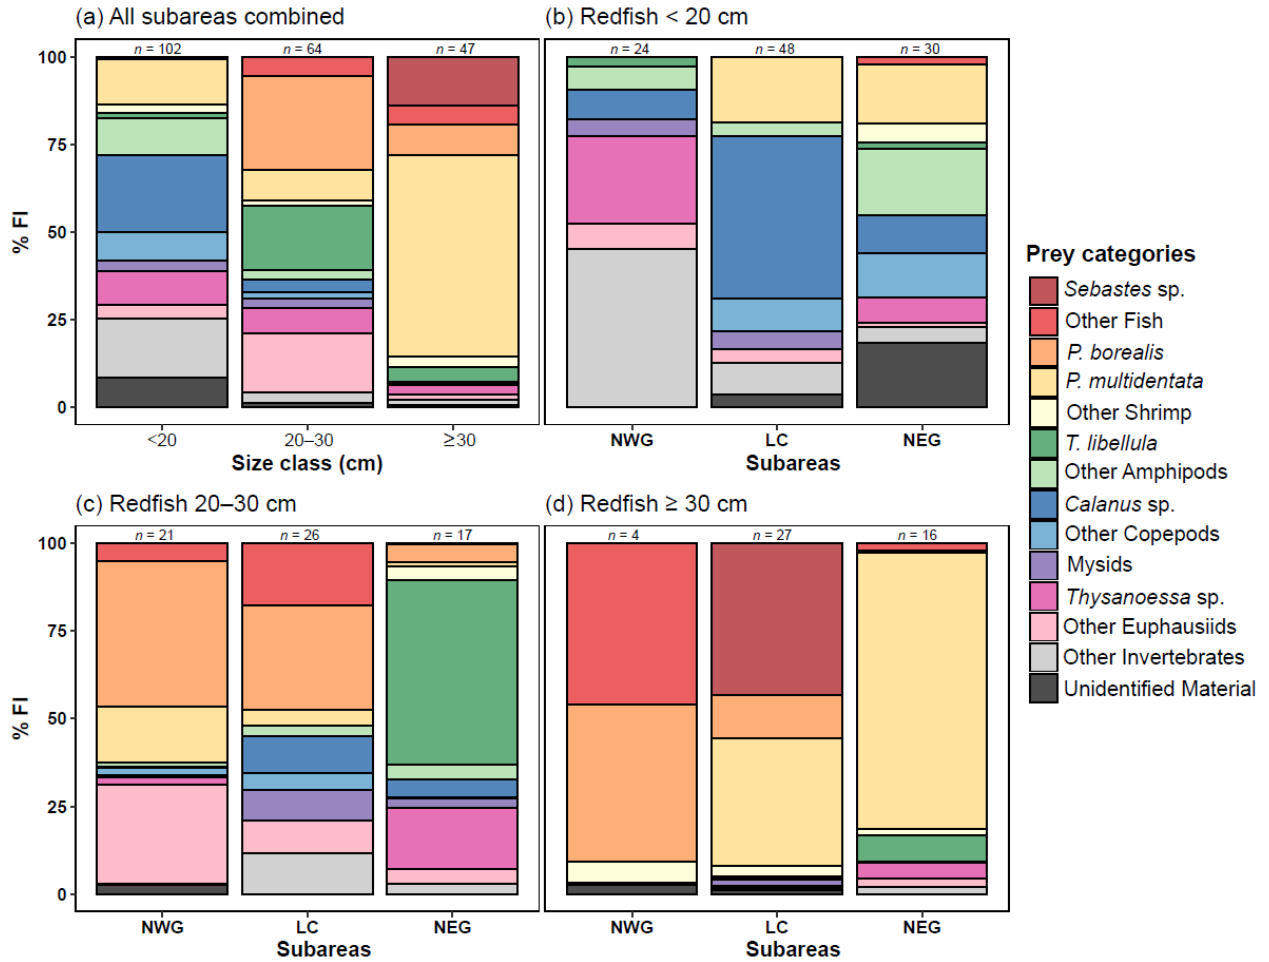 (a) All subareas combined
n = 102
n = 64
n = 47
100
75
50
25
0
% FI
<20
20–30
≥30
Size class (cm)
(b) Redfish < 20 cm
n = 24
n = 48
n = 30
NWG
LC
NEG
Subareas
(c) Redfish 20–30 cm
n = 21
n = 26
n = 17
100
75
50
25
0
% FI
NWG
LC
NEG
Subareas
(d) Redfish ≥ 30 cm
n = 4
n = 27
n = 16
NWG
LC
NEG
Subareas
Prey categories
Sebastes sp.
Other Fish
P. borealis
P. multidentata
Other Shrimp
T. libellula
Other Amphipods
Calanus sp.
Other Copepods
Mysids
Thysanoessa sp.
Other Euphausiids
Other Invertebrates
Unidentified Material